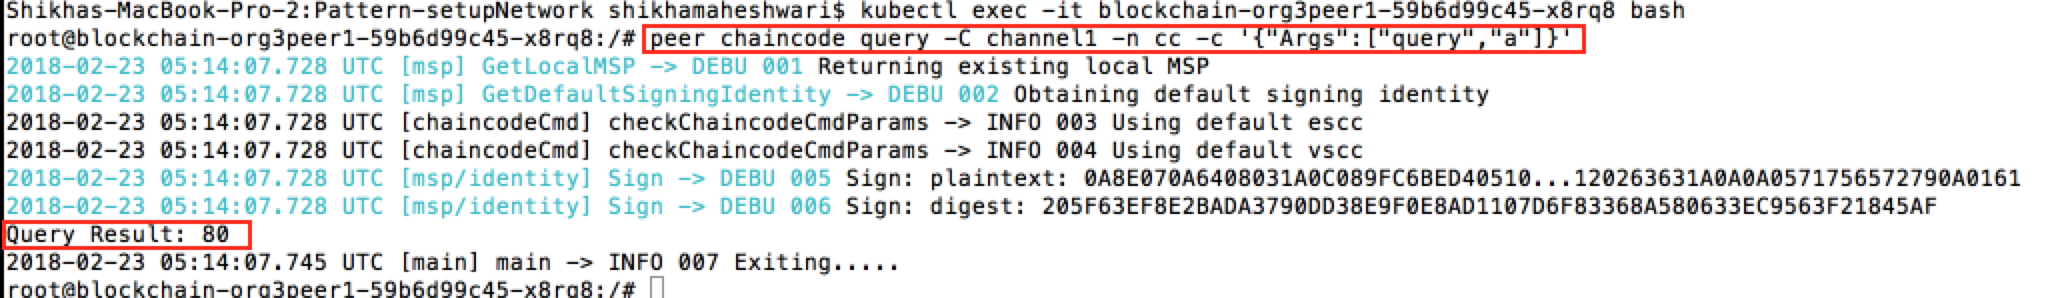 Shikhas-MacBook-Pro-2:Pattern-setupNetwork shikhamaheshwari$ kubectl exec -it blockchain-org3peer1-59b6d99c45-x8rq8 bash
root@blockchain-org3peer1-59b6d99c45-x8rq8:/# peer chaincode query -C channel1 -n cc -c '{"Args":["query","a"]}'
2018-02-23 05:14:07.728 UTC [msp] GetLocalMSP -> DEBU 001 Returning existing local MSP
2018-02-23 05:14:07.728 UTC [msp] GetDefaultSigningIdentity -> DEBU 002 Obtaining default signing identity
2018-02-23 05:14:07.728 UTC [chaincodeCmd] checkChaincodeCmdParams -> INFO 003 Using default escc
2018-02-23 05:14:07.728 UTC [chaincodeCmd] checkChaincodeCmdParams -> INFO 004 Using default vscc
2018-02-23 05:14:07.728 UTC [msp/identity] Sign -> DEBU 005 Sign: plaintext: 0A8E070A6408031A0C089FC6BED40510...120263631A0A0A0571756572790A0161
2018-02-23 05:14:07.728 UTC [msp/identity] Sign -> DEBU 006 Sign: digest: 205F63EF8E2BADA3790DD38E9F0E8AD1107D6F83368A580633EC9563F21845AF
Query Result: 80
2018-02-23 05:14:07.745 UTC [main] main -> INFO 007 Exiting.....
root@blockchain-org3peer1-59b6d99c45-x8rq8:/#